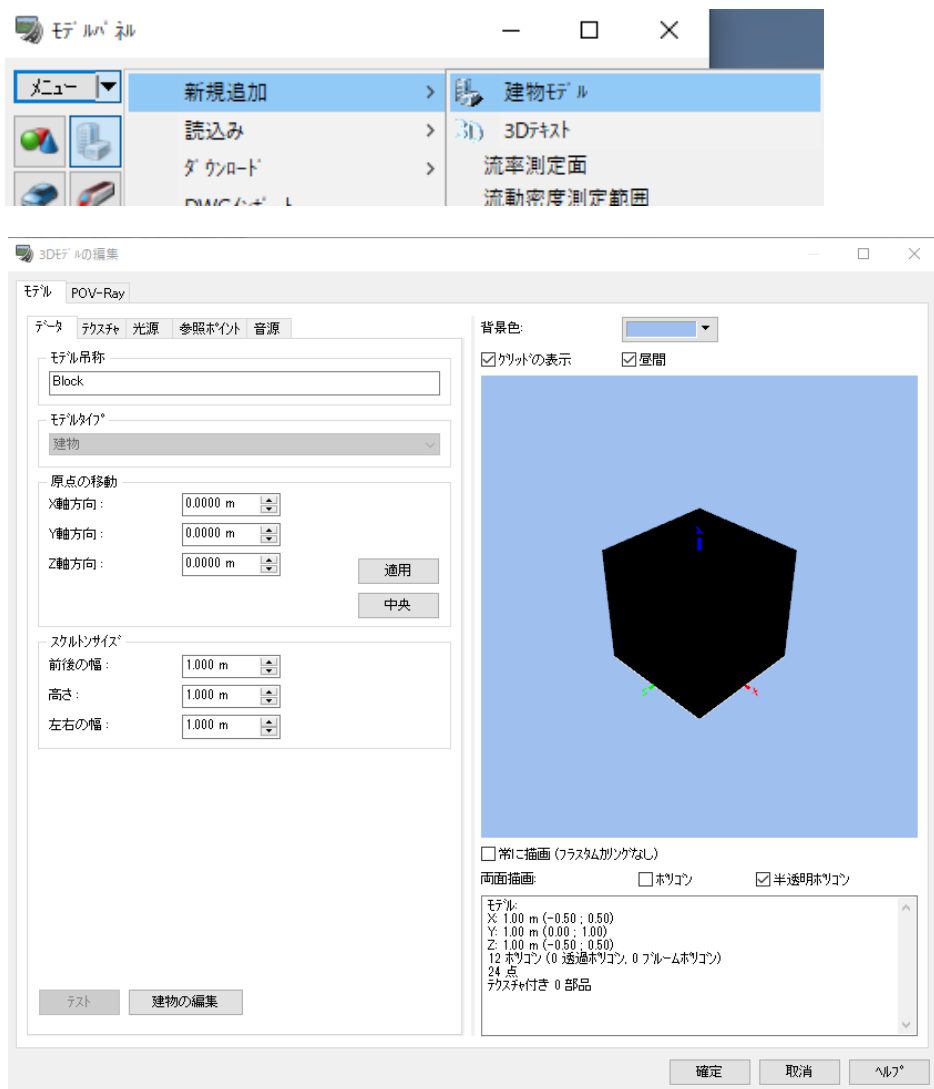 モデルパネル
メニュー
新規追加
建物モデル
読込み
3Dテキスト
ダウンロード
流率測定面
流動密度測定範囲
3Dモデルの編集
モデル POV-Ray
データ テクスチャ 光源 参照ポイント 音源
モデル名称
Block
モデルタイプ
建物
原点の移動
X軸方向:
0.0000 m
Y軸方向:
0.0000 m
Z軸方向:
0.0000 m
適用
中央
スケルトンサイズ
前後の幅:
1.000 m
高さ:
1.000 m
左右の幅:
1.000 m
テスト
建物の編集
背景色:
グリッドの表示
昼間
常に描画 (フラスタムカリングなし)
両面描画:
ポリゴン
半透明ポリゴン
モデル:
X: 1.00 m (-0.50 ; 0.50)
Y: 1.00 m (0.00 ; 1.00)
Z: 1.00 m (-0.50 ; 0.50)
12 ポリゴン (0 透過ポリゴン, 0 ブルームポリゴン)
24 点
テクスチャ付き 0 部品
確定
取消
ヘルプ